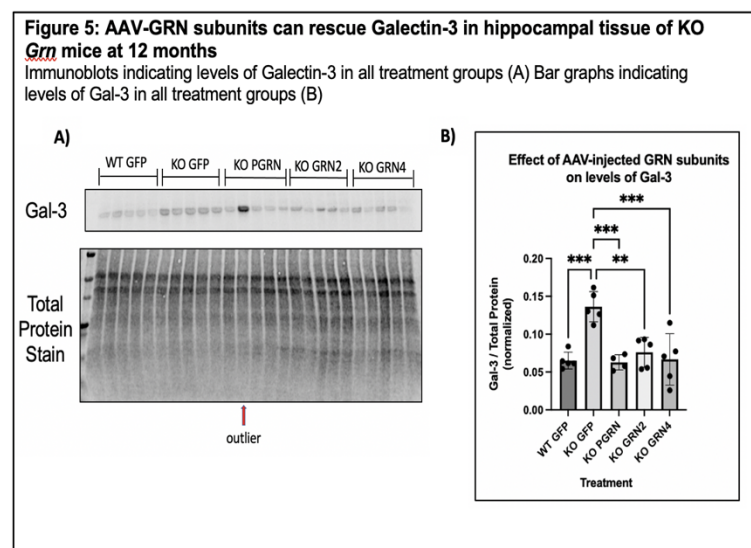 Figure 5: AAV-GRN subunits can rescue Galectin-3 in hippocampal tissue of KO
Grn mice at 12 months
Immunoblots indicating levels of Galectin-3 in all treatment groups (A) Bar graphs indicating
levels of Gal-3 in all treatment groups (B)
A)
WT GFP KO GFP KO PGRN KO GRN2 KO GRN4
Gal-3
Total
Protein
Stain
outlier
B)
Effect of AAV-injected GRN subunits
on levels of Gal-3
***
***
*** **
Gal-3 / Total Protein
(normalized)
0.20
0.15
0.10
0.05
0.00
WT GFP
KO GFP
KO PGRN
KO GRN2
KO GRN4
Treatment